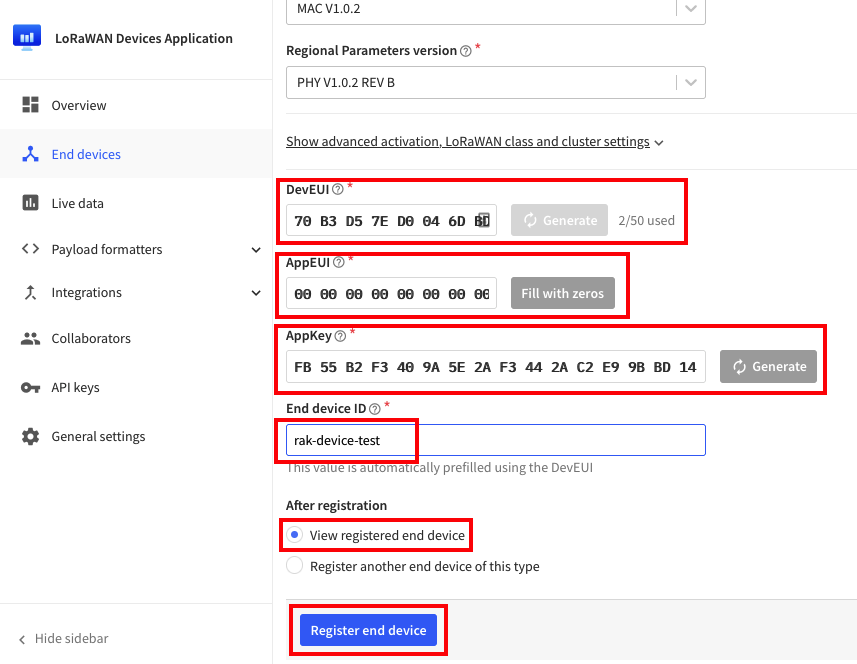 MAC V1.0.2
LoRaWAN Devices Application
Regional Parameters version
*
PHY V1.0.2 REV B
Overview
End devices
Show advanced activation, LoRaWAN class and cluster settings
DevEUI *
70 B3 D5 7E D0 04 6D BD
Generate
2/50 used
Live data
Payload formatters
AppEUI *
00 00 00 00 00 00 00 00
Fill with zeros
Integrations
Collaborators
AppKey *
FB 55 B2 F3 40 9A 5E 2A F3 44 2A C2 E9 9B BD 14
Generate
API keys
End device ID *
General settings
rak-device-test
This value is automatically prefilled using the DevEUI
After registration
View registered end device
Register another end device of this type
Register end device
Hide sidebar